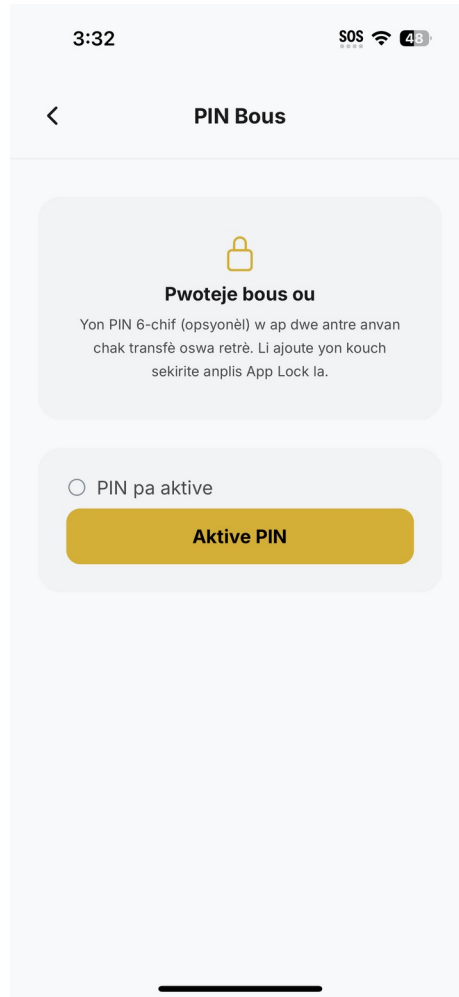 3:32
SOS
48
PIN Bous
Pwoteje bous ou
Yon PIN 6-chif (opsyonèl) w ap dwe antre anvan
chak transfè oswa retrè. Li ajoute yon kouch
sekirite anplis App Lock la.
PIN pa aktive
Aktive PIN